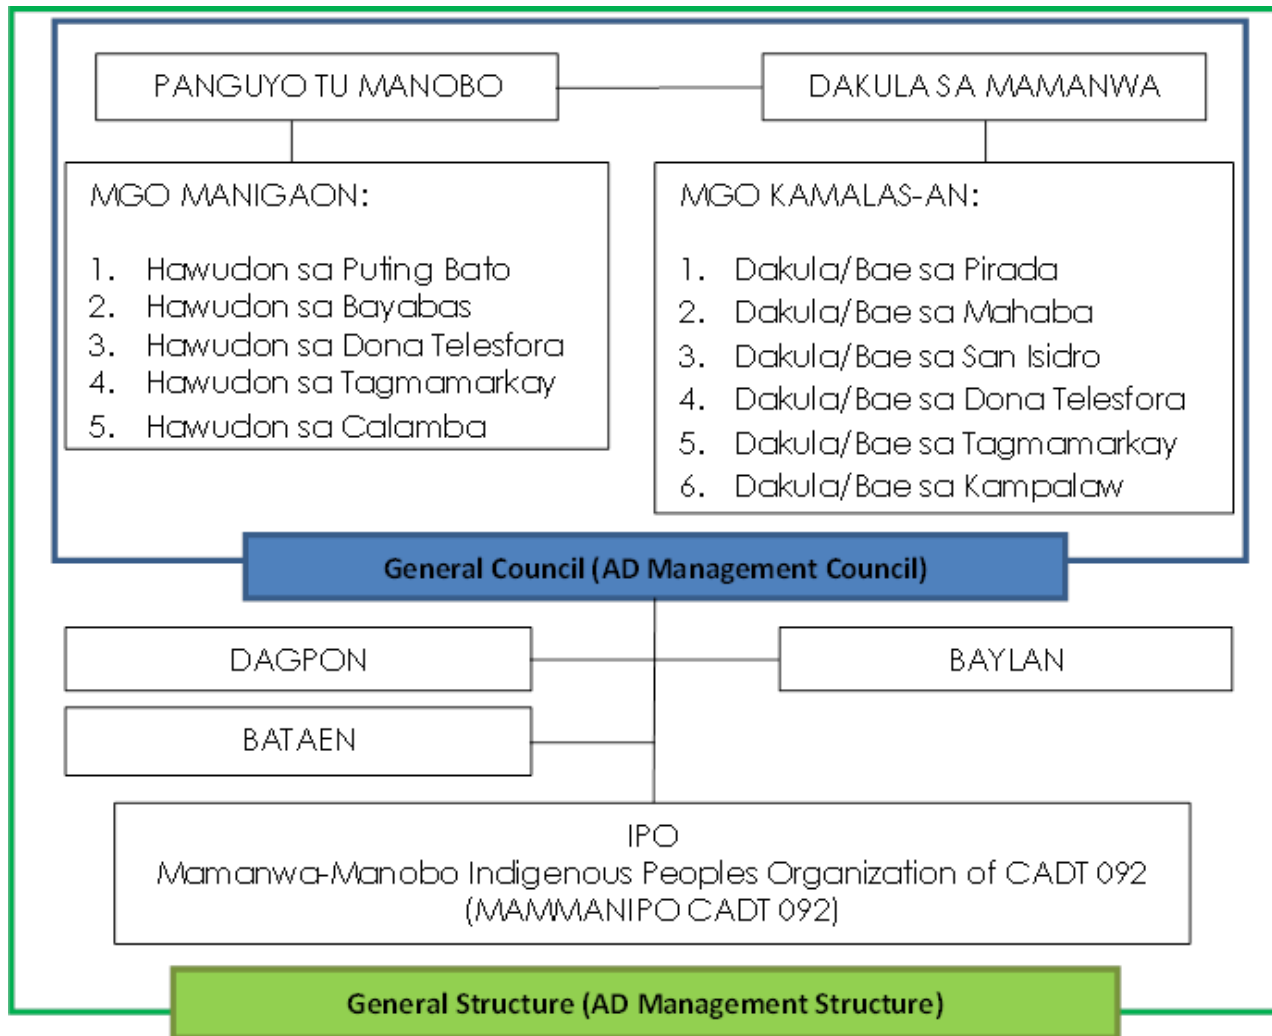 PANGUYO TU MANOBO
DAKULA SA MAMANWA
MGO MANIGAON:
1. Hawudon sa Puting Bato
2. Hawudon sa Bayabas
3. Hawudon sa Dona Telesfora
4. Hawudon sa Tagmamarkay
5. Hawudon sa Calamba
MGO KAMALAS-AN:
1. Dakula/Bae sa Pirada
2. Dakula/Bae sa Mahaba
3. Dakula/Bae sa San Isidro
4. Dakula/Bae sa Dona Telesfora
5. Dakula/Bae sa Tagmamarkay
6. Dakula/Bae sa Kampalaw
General Council (AD Management Council)
DAGPON
BAYLAN
BATAEN
IPO
Mamanwa-Manobo Indigenous Peoples Organization of CADT 092
(MAMMANIPO CADT 092)
General Structure (AD Management Structure)